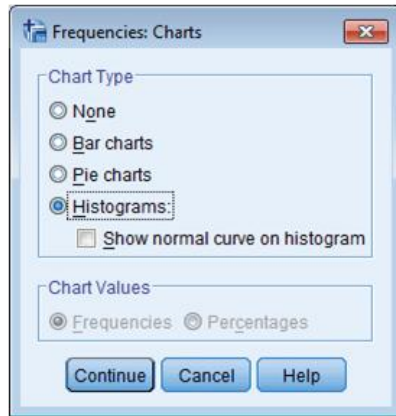 Frequencies: Charts
Chart Type
None
Bar charts
Pie charts
Histograms:
Show normal curve on histogram
Chart Values
Frequencies Percentages
Continue Cancel Help